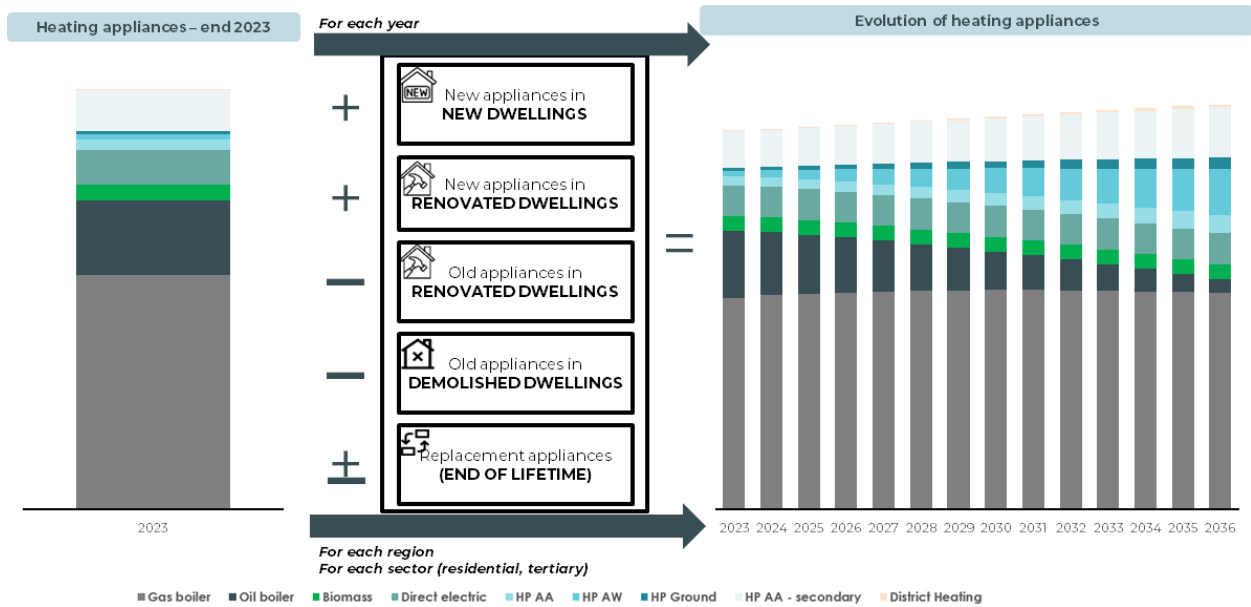 Heating appliances – end 2023
For each year
Evolution of heating appliances
+
NEW
New appliances in
NEW DWELLINGS
+
New appliances in
RENOVATED DWELLINGS
=
—
Old appliances in
RENOVATED DWELLINGS
—
Old appliances in
DEMOLISHED DWELLINGS
±
Replacement appliances
(END OF LIFETIME)
2023
2023 2024 2025 2026 2027 2028 2029 2030 2031 2032 2033 2034 2035 2036
For each region
For each sector (residential, tertiary)
Gas boiler Oil boiler Biomass Direct electric HP AA HP AW HP Ground HP AA - secondary District Heating